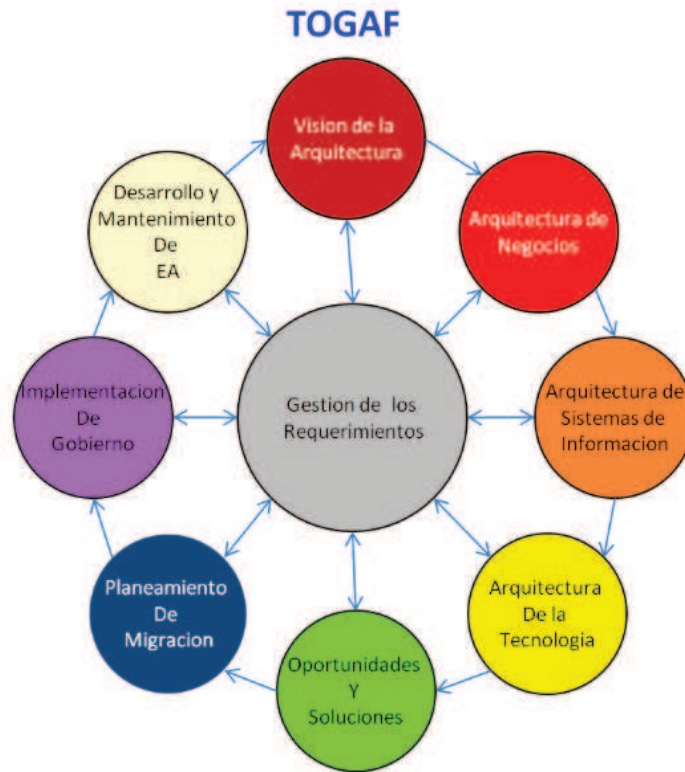 TOGAF
Vision de la
Arquitectura
Arquitectura de
Negocios
Arquitectura de
Sistemas de
Informacion
Arquitectura
De la
Tecnologia
Oportunidades
Y
Soluciones
Planeamiento
De
Migracion
Implementacion
De
Gobierno
Desarrollo y
Mantenimiento
De
EA
Gestion de los
Requerimientos